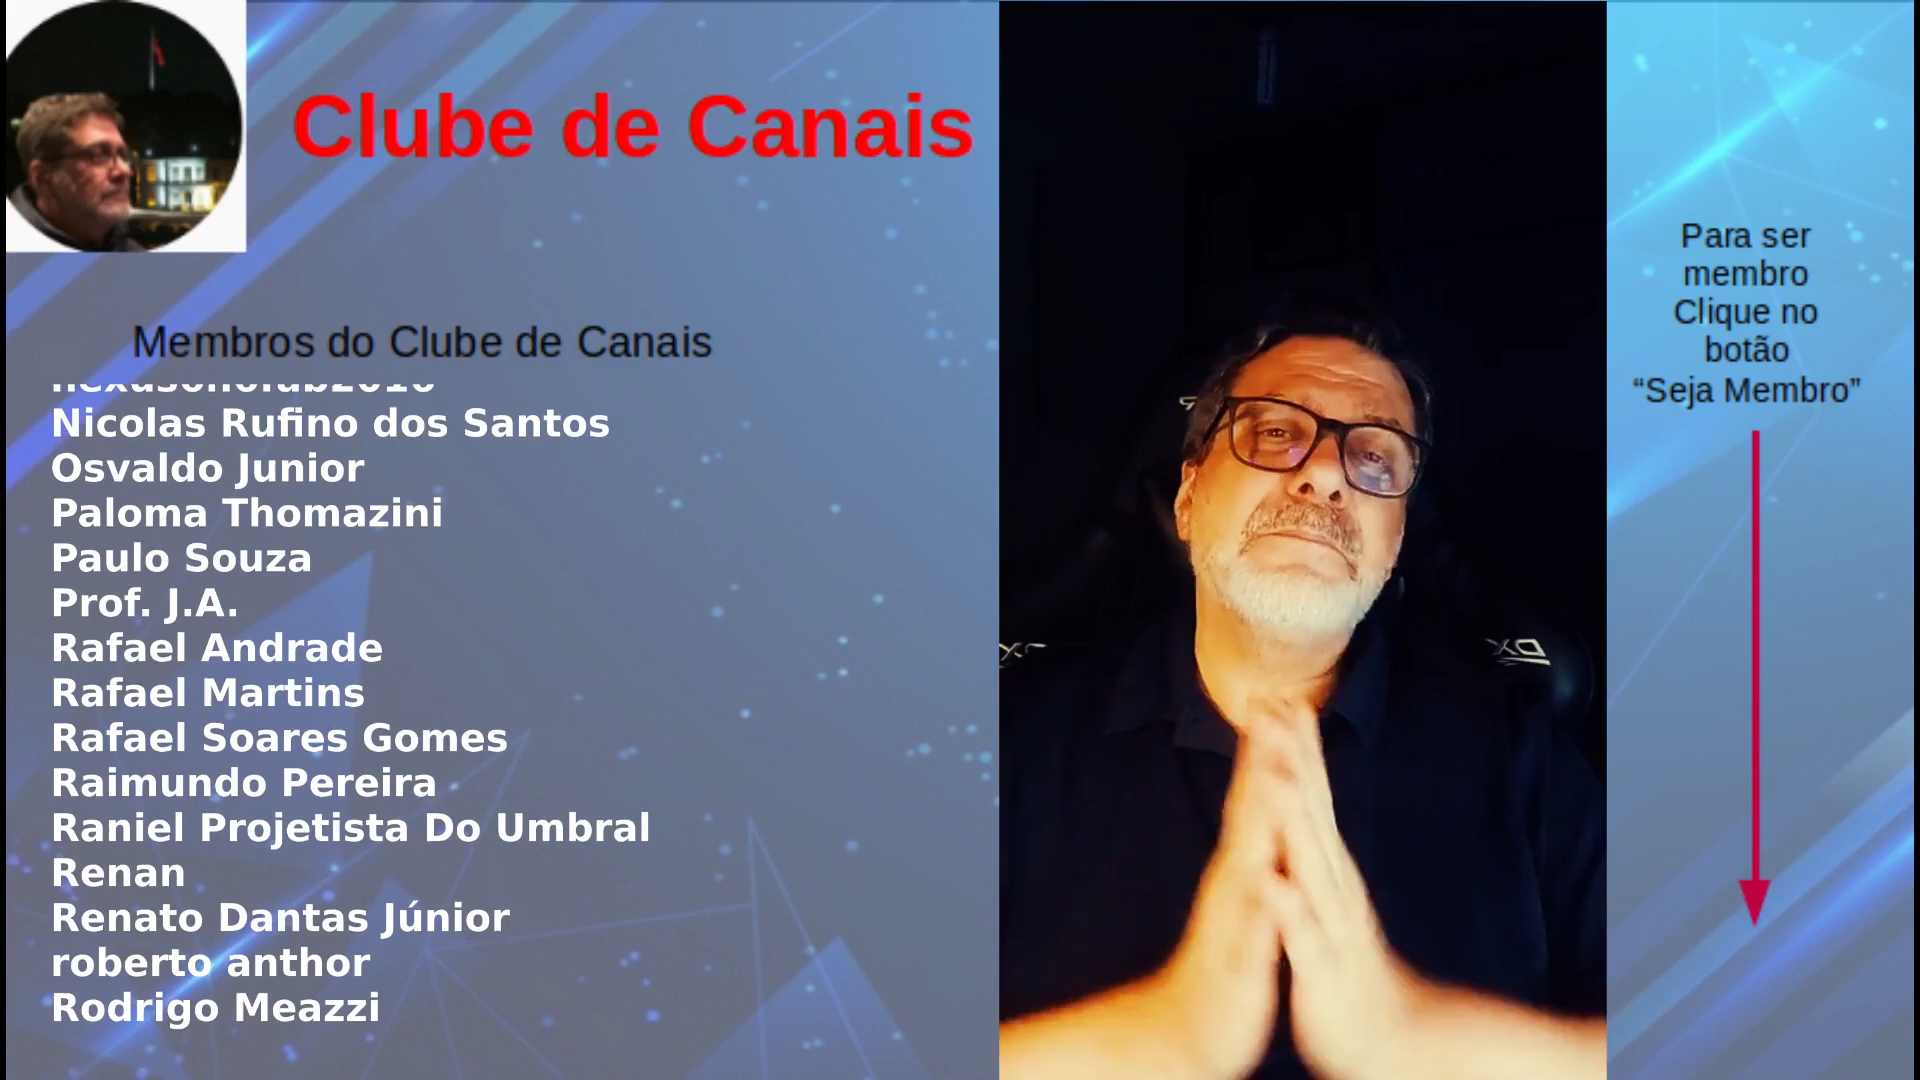 Clube de Canais
Membros do Clube de Canais
Nicolas Rufino dos Santos
Osvaldo Junior
Paloma Thomazini
Paulo Souza
Prof. J.A.
Rafael Andrade
Rafael Martins
Rafael Soares Gomes
Raimundo Pereira
Raniel Projetista Do Umbral
Renan
Renato Dantas Júnior
roberto anthor
Rodrigo Meazzi
Para ser
membro
Clique no
botão
“Seja Membro”